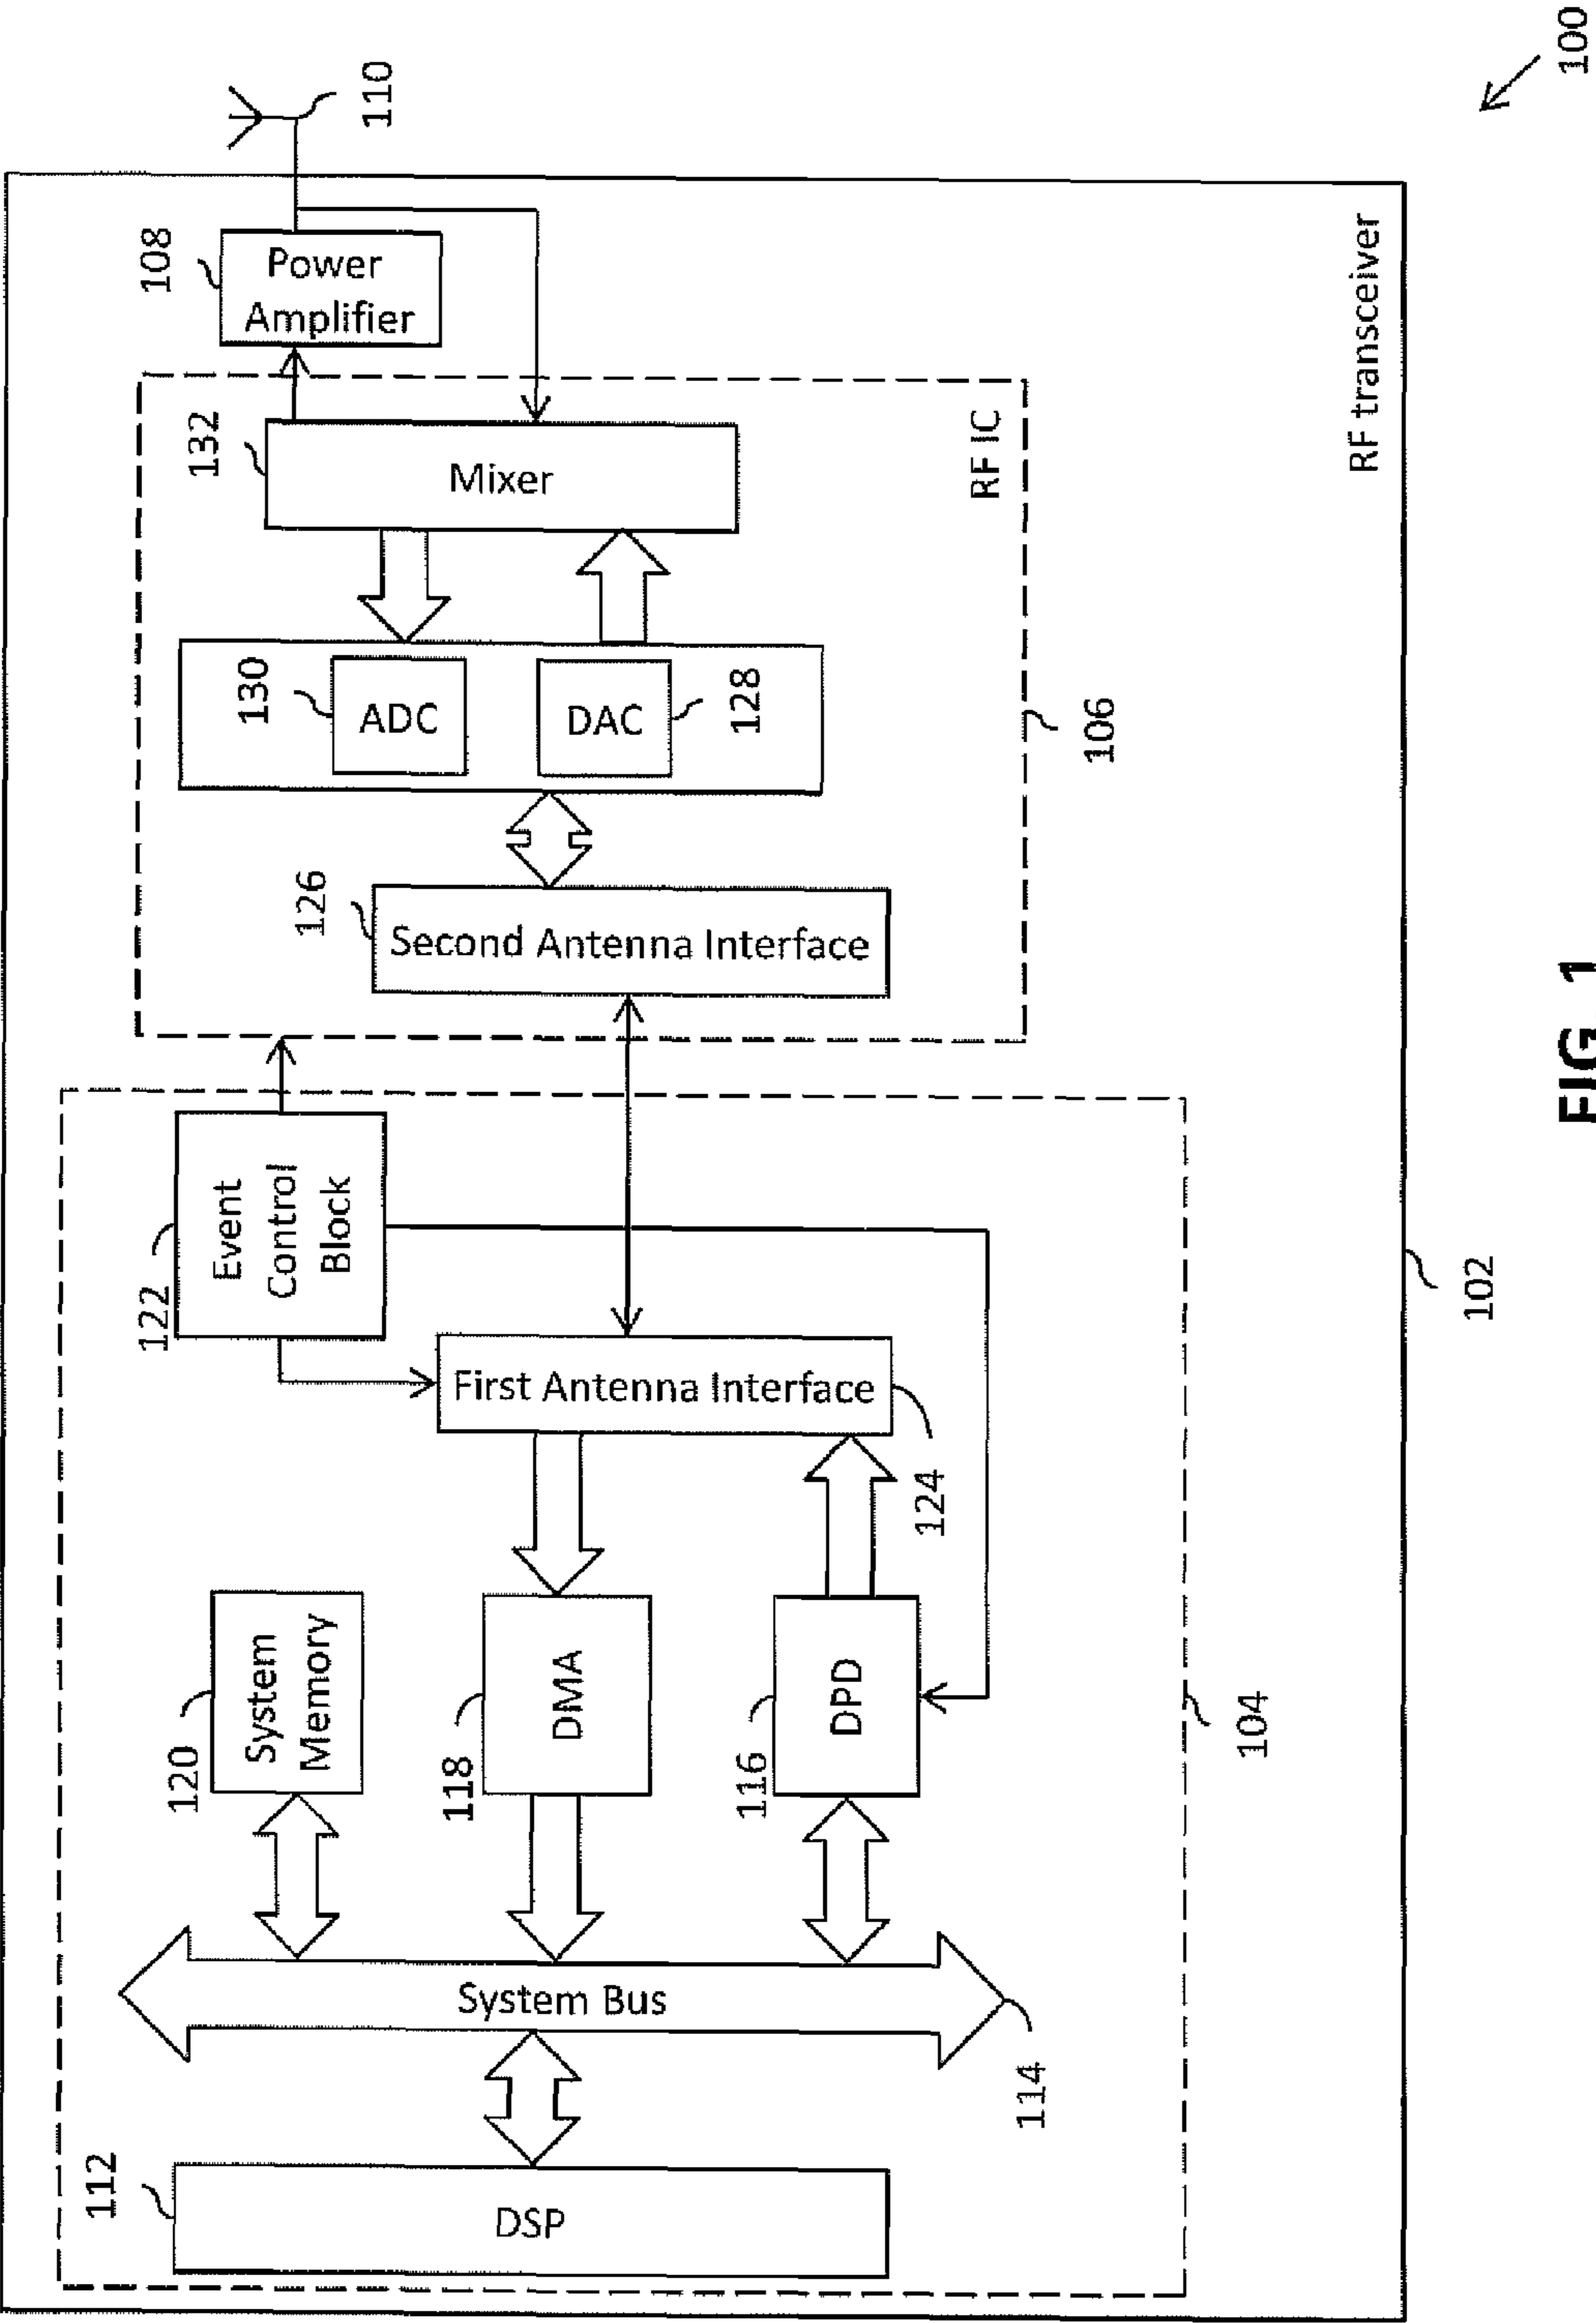 112
DSP
114
System Bus
120
System
Memory
118
DMA
116
DPD
122
Event
Control
Block
First Antenna Interface
124
104
126
Second Antenna Interface
130
ADC
DAC
128
106
132
Mixer
RF IC
108
Power
Amplifier
110
RF transceiver
102
100
FIG. 1